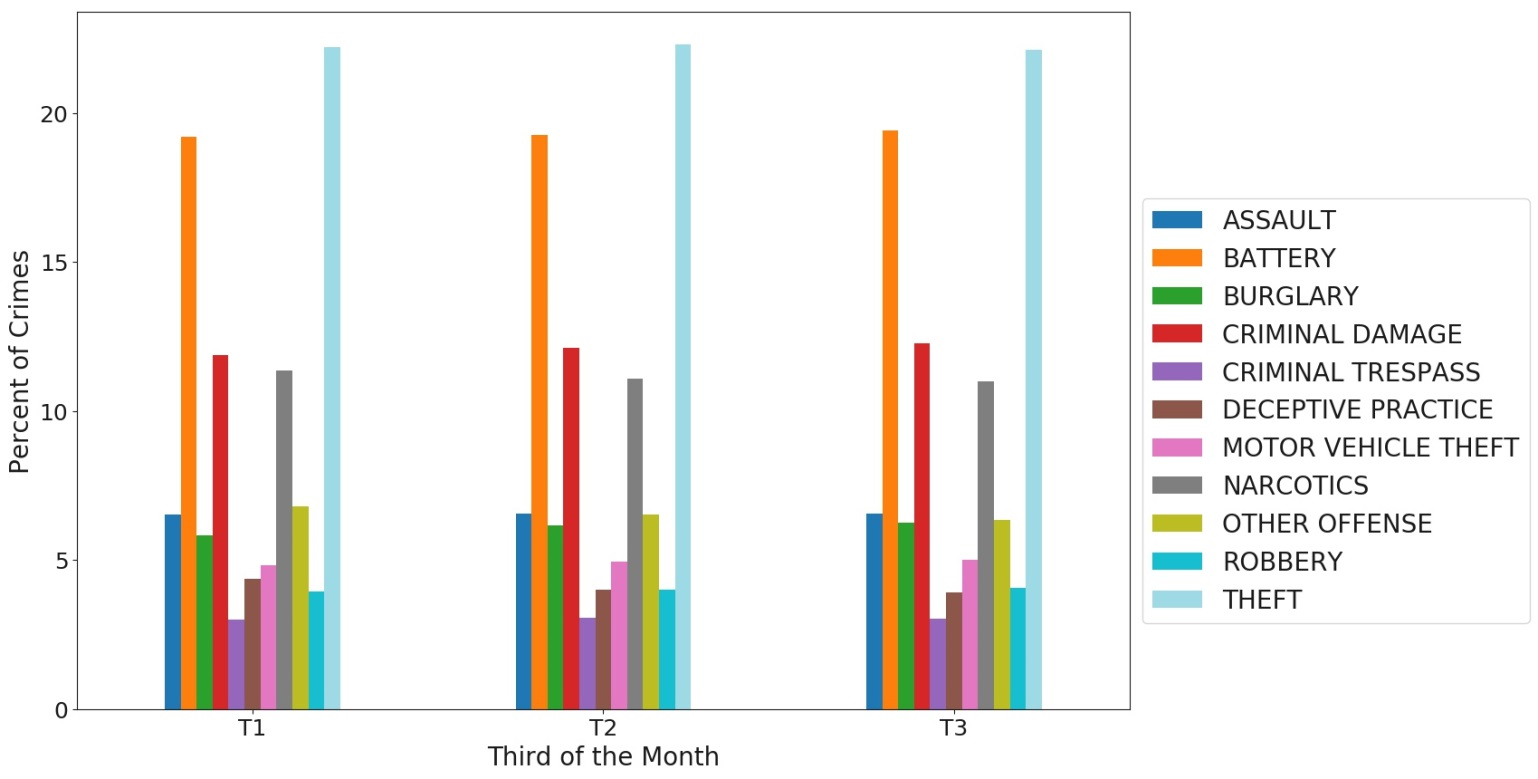 20
15
10
5
0
Percent of Crimes
T1 T2 T3
Third of the Month
ASSAULT
BATTERY
BURGLARY
CRIMINAL DAMAGE
CRIMINAL TRESPASS
DECEPTIVE PRACTICE
MOTOR VEHICLE THEFT
NARCOTICS
OTHER OFFENSE
ROBBERY
THEFT